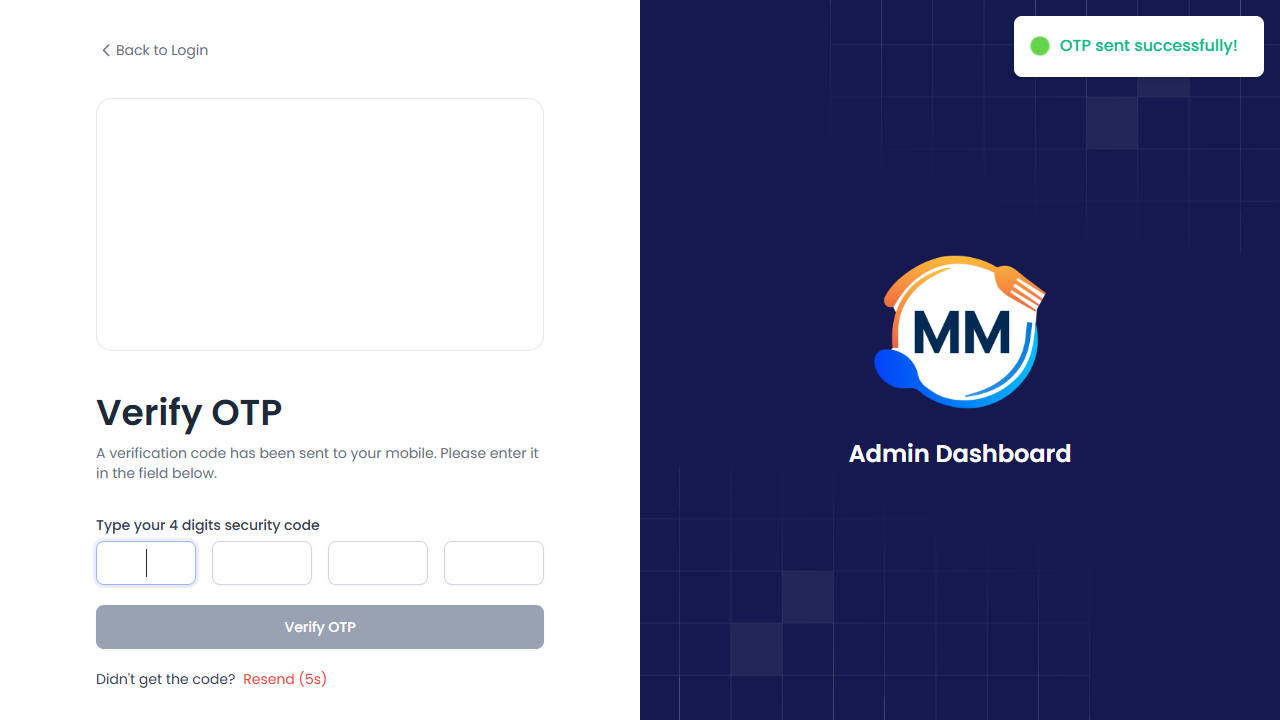 Back to Login
OTP sent successfully!
MM
Admin Dashboard
Verify OTP
A verification code has been sent to your mobile. Please enter it
in the field below.
Type your 4 digits security code
Verify OTP
Didn't get the code? Resend (5s)